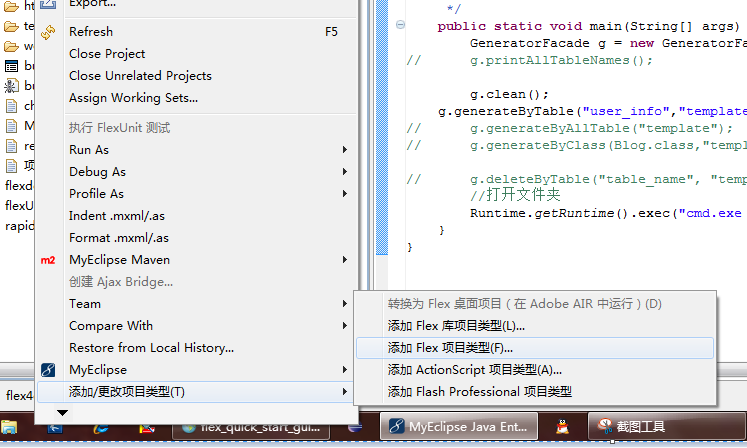 ht
te
w
bu
bu
ch
M
re
项
flexd
flexU
rapid
Export...
Refresh F5
Close Project
Close Unrelated Projects
Assign Working Sets...
执行 FlexUnit 测试
Run As
Debug As
Profile As
Indent .mxml/.as
Format .mxml/.as
m2 MyEclipse Maven
创建 Ajax Bridge...
Team
Compare With
Restore from Local History...
MyEclipse
添加/更改项目类型(T)
转换为 Flex 桌面项目 ( 在 Adobe AIR 中运行 ) (D)
添加 Flex 库项目类型(L)...
添加 Flex 项目类型(F)...
添加 ActionScript 项目类型(A)...
添加 Flash Professional 项目类型
*/
public static void main(String[] args)
GeneratorFacade g = new GeneratorFa
// g.printAllTableNames();
g.clean();
g.generateByTable("user_info","template
// g.generateByAllTable("template");
// g.generateByClass(Blog.class,"templ
// g.deleteByTable("table_name", "temp
//打开文件夹
Runtime.getRuntime().exec("cmd.exe
}
}
flex4
flex_quick_start_gui...
MyEclipse Java Ent...
截图工具